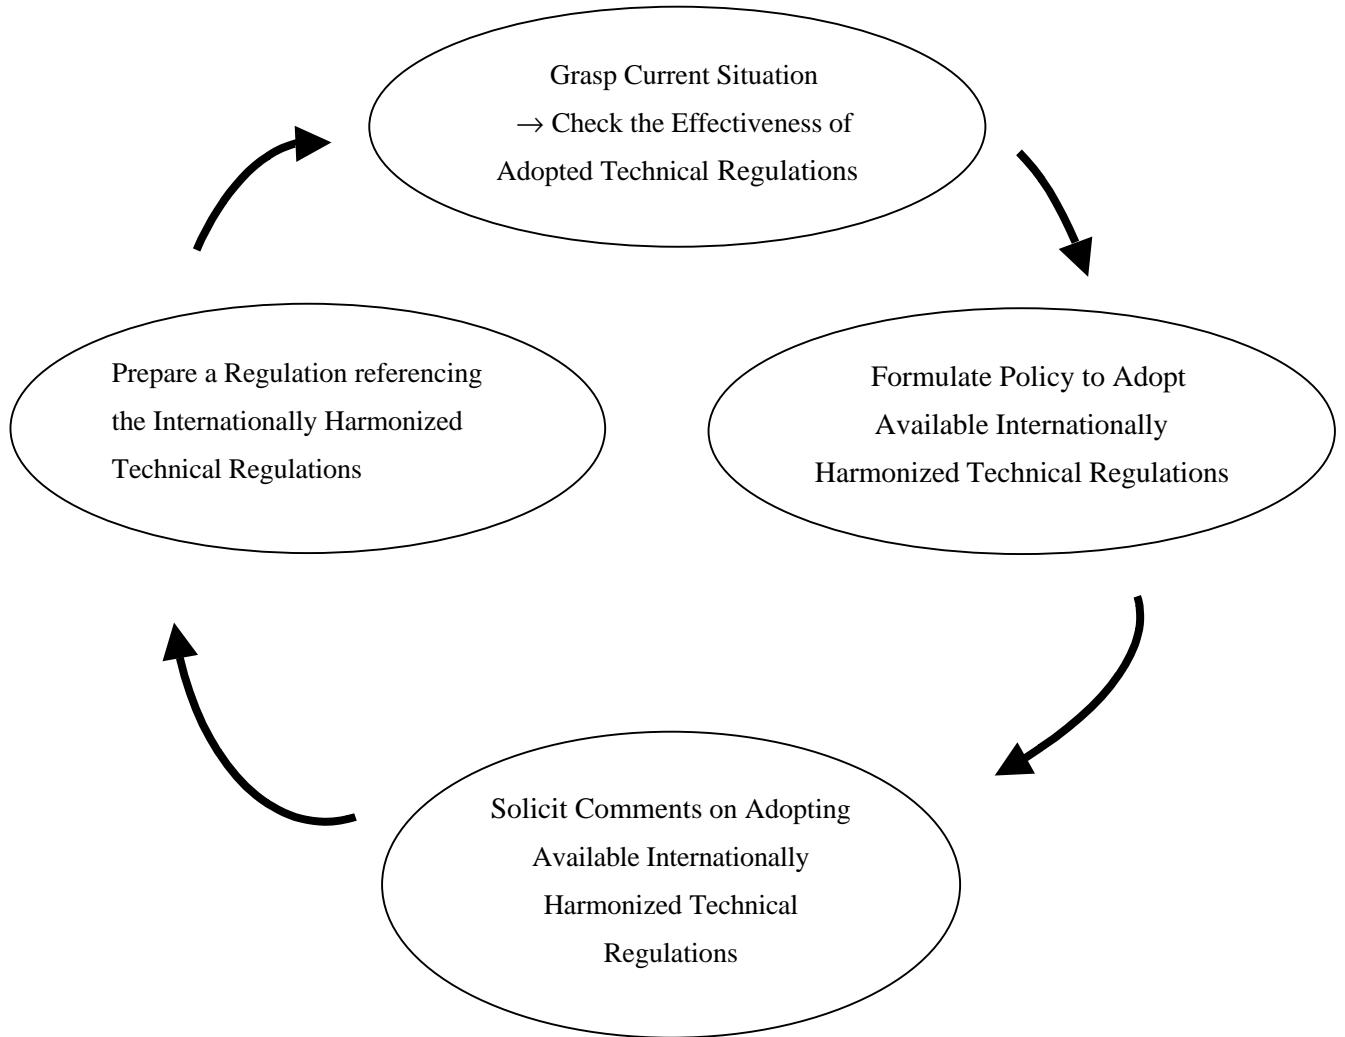 Grasp Current Situation
→ Check the Effectiveness of
Adopted Technical Regulations
Prepare a Regulation referencing
the Internationally Harmonized
Technical Regulations
Formulate Policy to Adopt
Available Internationally
Harmonized Technical Regulations
Solicit Comments on Adopting
Available Internationally
Harmonized Technical
Regulations